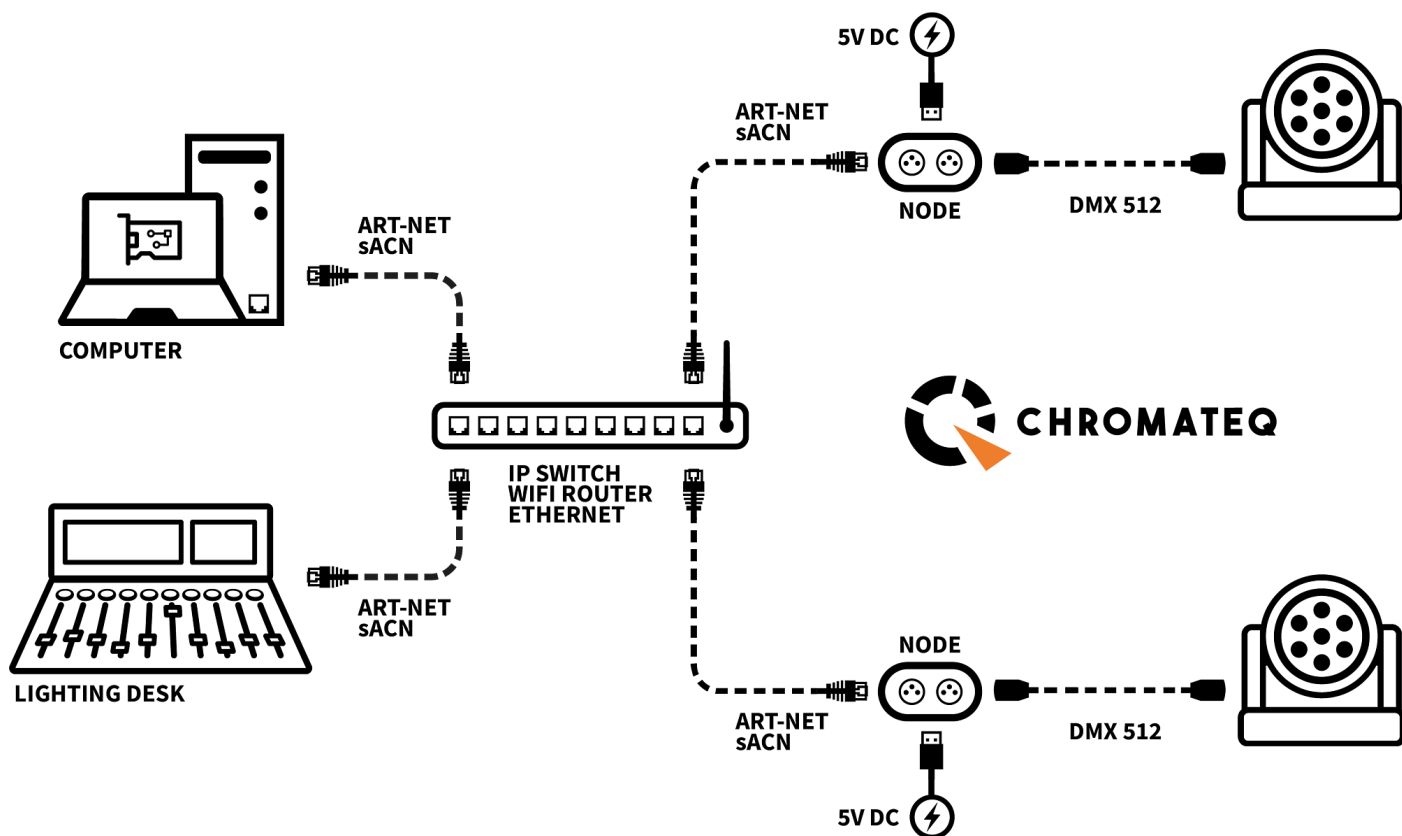 5V DC
ART-NET
sACN
NODE
DMX 512
ART-NET
sACN
COMPUTER
CHROMATEQ
IP SWITCH
WIFI ROUTER
ETHERNET
ART-NET
sACN
LIGHTING DESK
NODE
ART-NET
sACN
DMX 512
5V DC